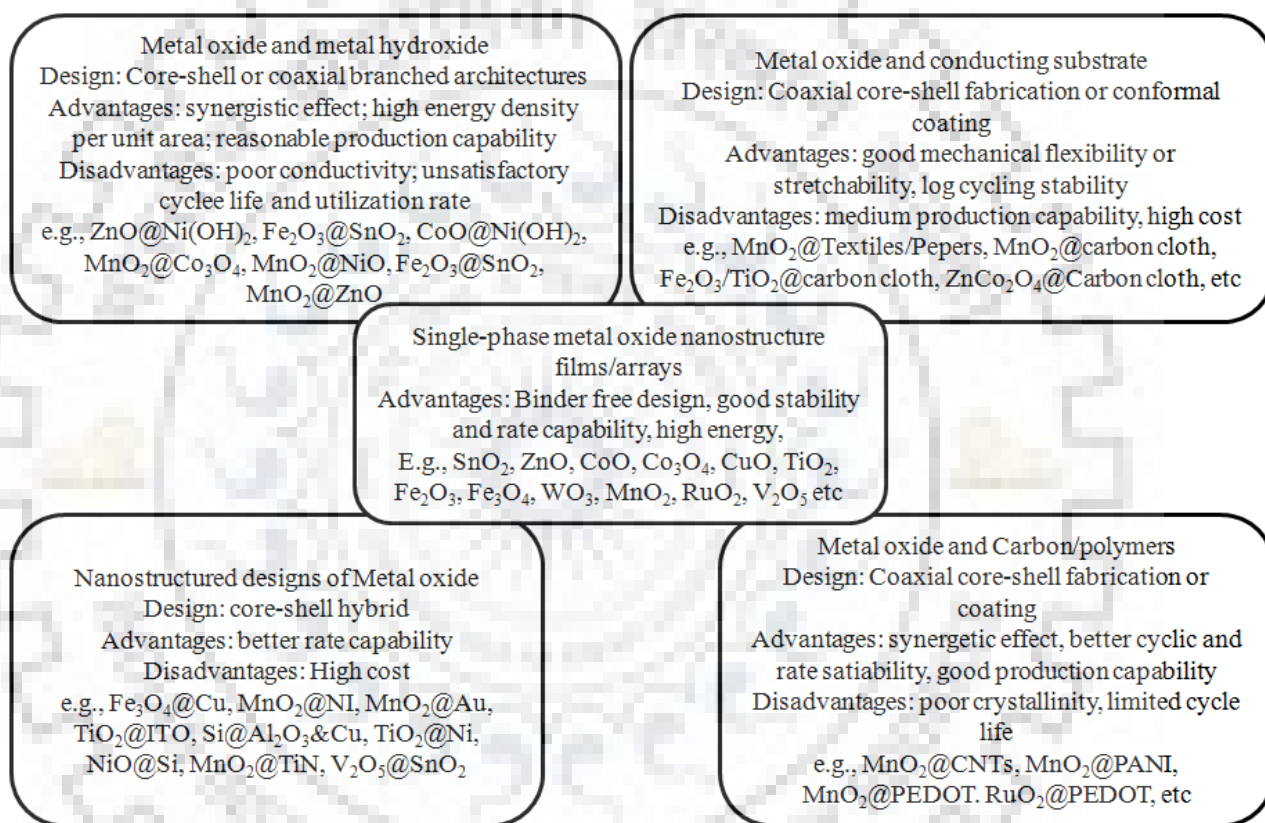 Metal oxide and metal hydroxide
Design: Core-shell or coaxial branched architectures
Advantages: synergistic effect; high energy density
per unit area; reasonable production capability
Disadvantages: poor conductivity; unsatisfactory
cyclee life and utilization rate
e.g., ZnO@Ni(OH)₂, Fe₂O₃@SnO₂, CoO@Ni(OH)₂,
MnO₂@Co₃O₄, MnO₂@NiO, Fe₂O₃@SnO₂,
MnO₂@ZnO
Metal oxide and conducting substrate
Design: Coaxial core-shell fabrication or conformal
coating
Advantages: good mechanical flexibility or
stretchability, log cycling stability
Disadvantages: medium production capability, high cost
e.g., MnO₂@Textiles/Pepers, MnO₂@carbon cloth,
Fe₂O₃/TiO₂@carbon cloth, ZnCo₂O₄@Carbon cloth, etc
Single-phase metal oxide nanostructure
films/arrays
Advantages: Binder free design, good stability
and rate capability, high energy,
E.g., SnO₂, ZnO, CoO, Co₃O₄, CuO, TiO₂,
Fe₂O₃, Fe₃O₄, WO₃, MnO₂, RuO₂, V₂O₅ etc
Nanostructured designs of Metal oxide
Design: core-shell hybrid
Advantages: better rate capability
Disadvantages: High cost
e.g., Fe₃O₄@Cu, MnO₂@NI, MnO₂@Au,
TiO₂@ITO, Si@Al₂O₃&Cu, TiO₂@Ni,
NiO@Si, MnO₂@TiN, V₂O₅@SnO₂
Metal oxide and Carbon/polymers
Design: Coaxial core-shell fabrication or
coating
Advantages: synergetic effect, better cyclic and
rate satiability, good production capability
Disadvantages: poor crystallinity, limited cycle
life
e.g., MnO₂@CNTs, MnO₂@PANI,
MnO₂@PEDOT. RuO₂@PEDOT, etc